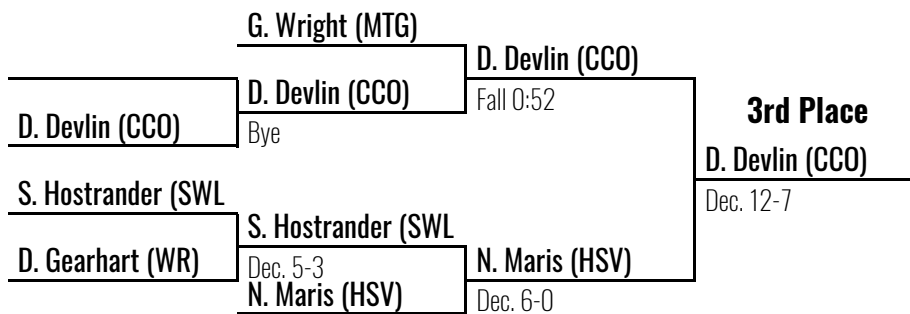 G. Wright (MTG)
D. Devlin (CCO)
D. Devlin (CCO)
Fall 0:52
D. Devlin (CCO)
Bye
3rd Place
D. Devlin (CCO)
Dec. 12-7
S. Hostrander (SWL
S. Hostrander (SWL
D. Gearhart (WR)
Dec. 5-3
N. Maris (HSV)
N. Maris (HSV)
Dec. 6-0